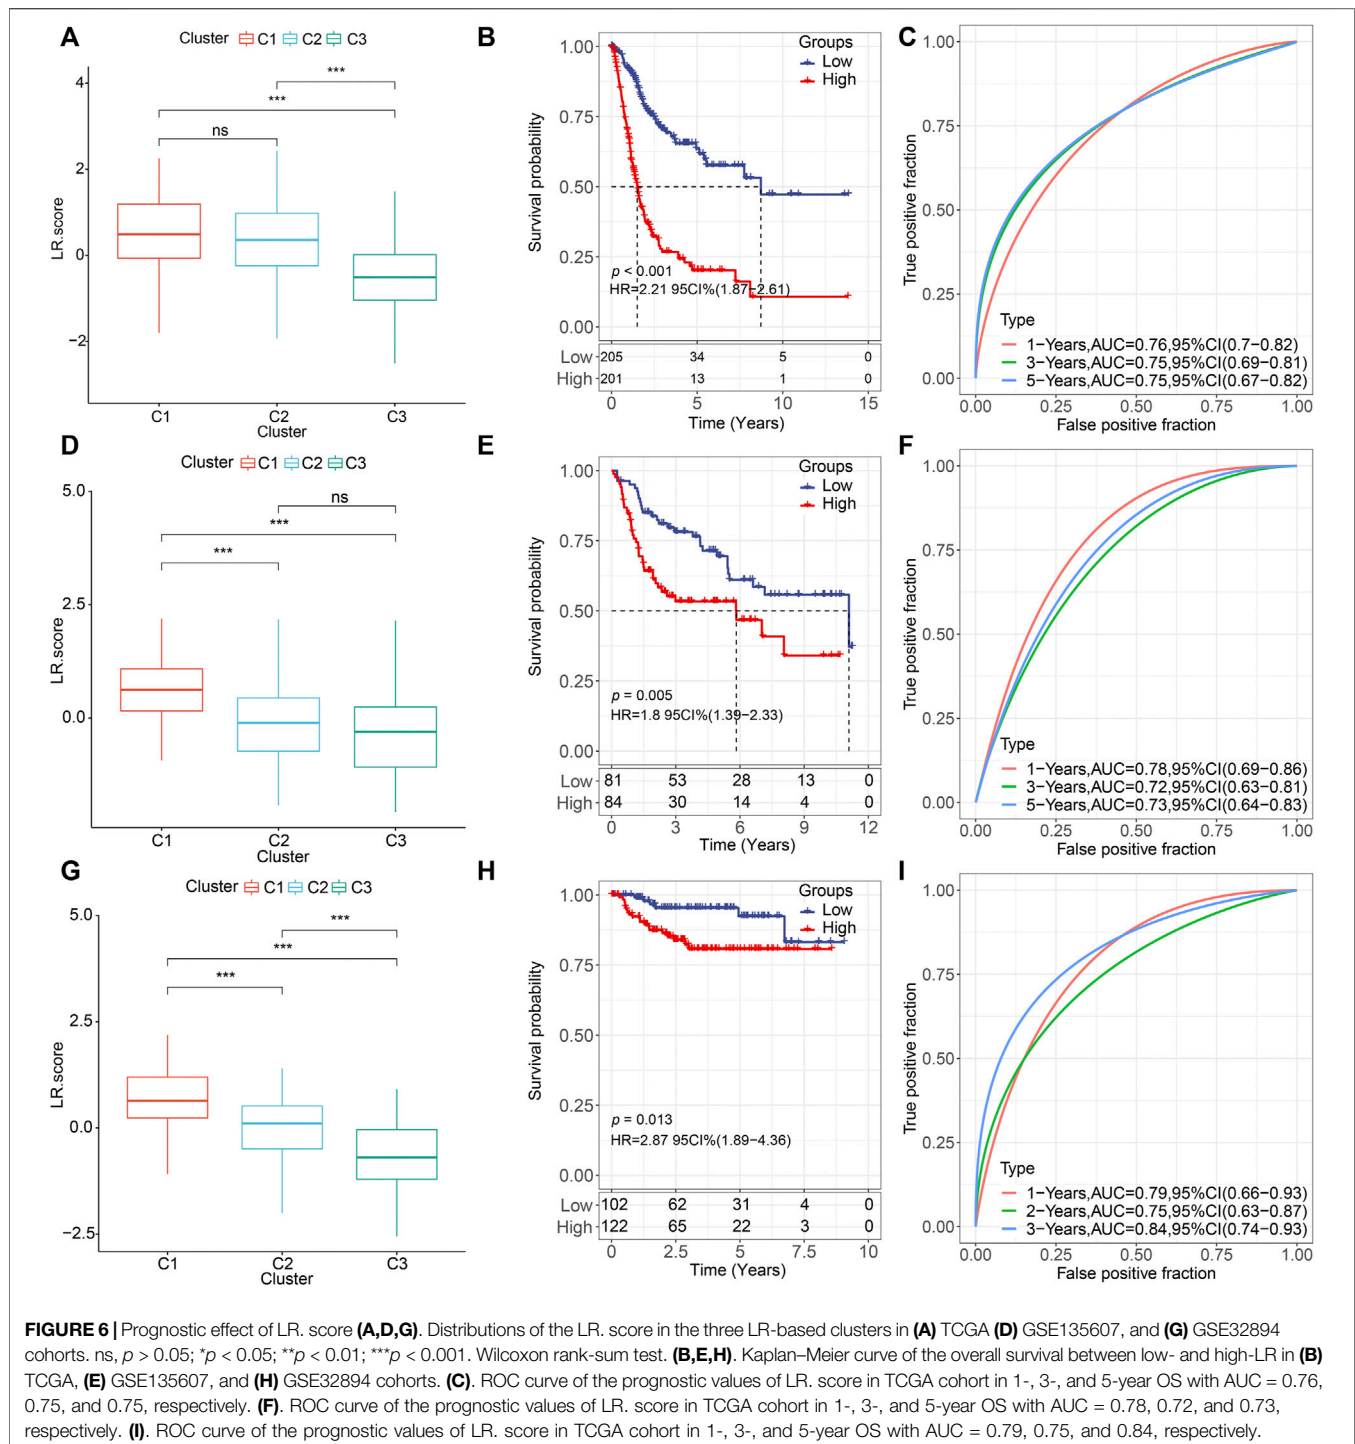 A
Cluster C1 C2 C3
***
***
ns
4
2
0
−2
LR.score
C1 C2 C3
Cluster
B
Groups
Low
High
1.00
0.75
0.50
0.25
0.00
Survival probability
p < 0.001
HR=2.21 95CI%(1.87−2.61)
Low 205 34 5 0
High 201 13 1 0
0 5 10 15
Time (Years)
C
1.00
0.75
0.50
0.25
0.00
True positive fraction
Type
1−Years,AUC=0.76,95%CI(0.7−0.82)
3−Years,AUC=0.75,95%CI(0.69−0.81)
5−Years,AUC=0.75,95%CI(0.67−0.82)
0.00 0.25 0.50 0.75 1.00
False positive fraction
D
Cluster C1 C2 C3
ns
***
***
5.0
2.5
0.0
LR.score
C1 C2 C3
Cluster
E
Groups
Low
High
1.00
0.75
0.50
0.25
0.00
Survival probability
p = 0.005
HR=1.8 95CI%(1.39−2.33)
Low 81 53 28 13 0
High 84 30 14 4 0
0 3 6 9 12
Time (Years)
F
1.00
0.75
0.50
0.25
0.00
True positive fraction
Type
1−Years,AUC=0.78,95%CI(0.69−0.86)
3−Years,AUC=0.72,95%CI(0.63−0.81)
5−Years,AUC=0.73,95%CI(0.64−0.83)
0.00 0.25 0.50 0.75 1.00
False positive fraction
G
Cluster C1 C2 C3
***
***
***
5.0
2.5
0.0
−2.5
LR.score
C1 C2 C3
Cluster
H
Groups
Low
High
1.00
0.75
0.50
0.25
0.00
Survival probability
p = 0.013
HR=2.87 95CI%(1.89−4.36)
Low 102 62 31 4 0
High 122 65 22 3 0
0 2.5 5 7.5 10
Time (Years)
I
1.00
0.75
0.50
0.25
0.00
True positive fraction
Type
1−Years,AUC=0.79,95%CI(0.66−0.93)
2−Years,AUC=0.75,95%CI(0.63−0.87)
3−Years,AUC=0.84,95%CI(0.74−0.93)
0.00 0.25 0.50 0.75 1.00
False positive fraction
FIGURE 6 | Prognostic effect of LR. score (A,D,G). Distributions of the LR. score in the three LR-based clusters in (A) TCGA (D) GSE135607, and (G) GSE32894
cohorts. ns, p > 0.05; *p < 0.05; **p < 0.01; ***p < 0.001. Wilcoxon rank-sum test. (B,E,H). Kaplan–Meier curve of the overall survival between low- and high-LR in (B)
TCGA, (E) GSE135607, and (H) GSE32894 cohorts. (C). ROC curve of the prognostic values of LR. score in TCGA cohort in 1-, 3-, and 5-year OS with AUC = 0.76,
0.75, and 0.75, respectively. (F). ROC curve of the prognostic values of LR. score in TCGA cohort in 1-, 3-, and 5-year OS with AUC = 0.78, 0.72, and 0.73,
respectively. (I). ROC curve of the prognostic values of LR. score in TCGA cohort in 1-, 3-, and 5-year OS with AUC = 0.79, 0.75, and 0.84, respectively.